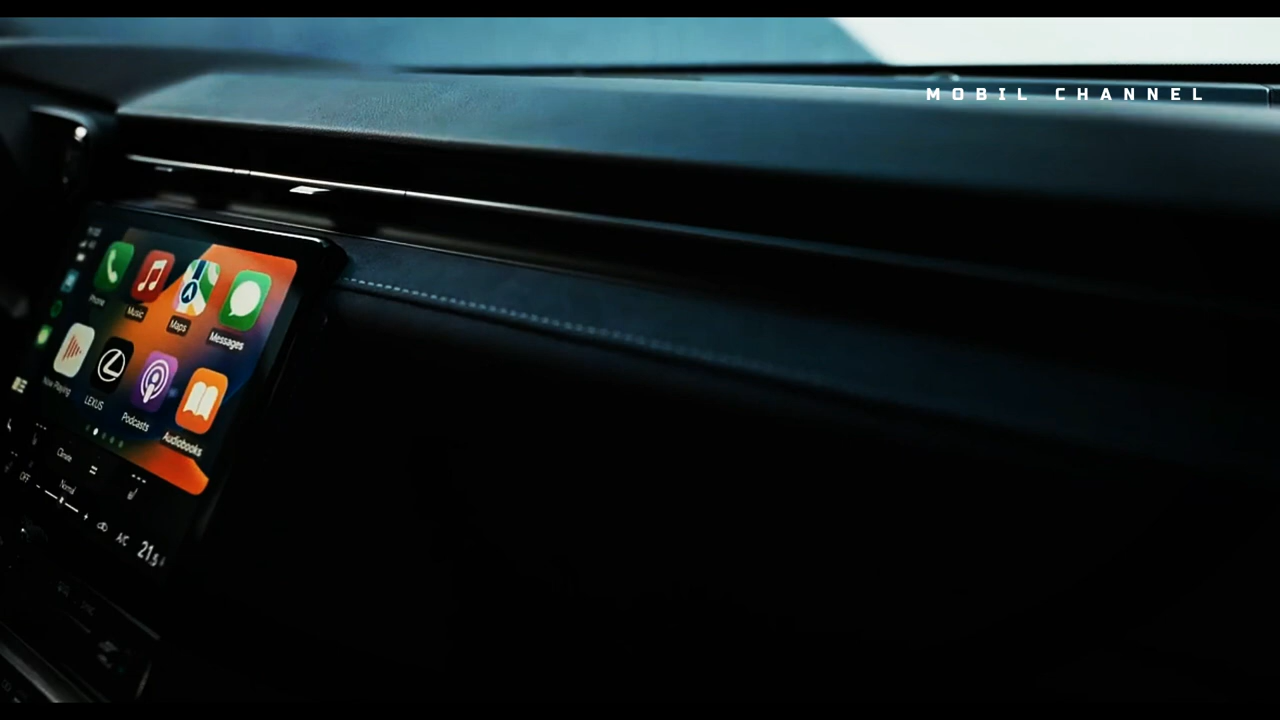 MOBIL CHANNEL
Phone
Music
Maps
Messages
Now Playing
LEXUS
Podcasts
Audiobooks
Climate
OFF
Normal
A/C
21.5